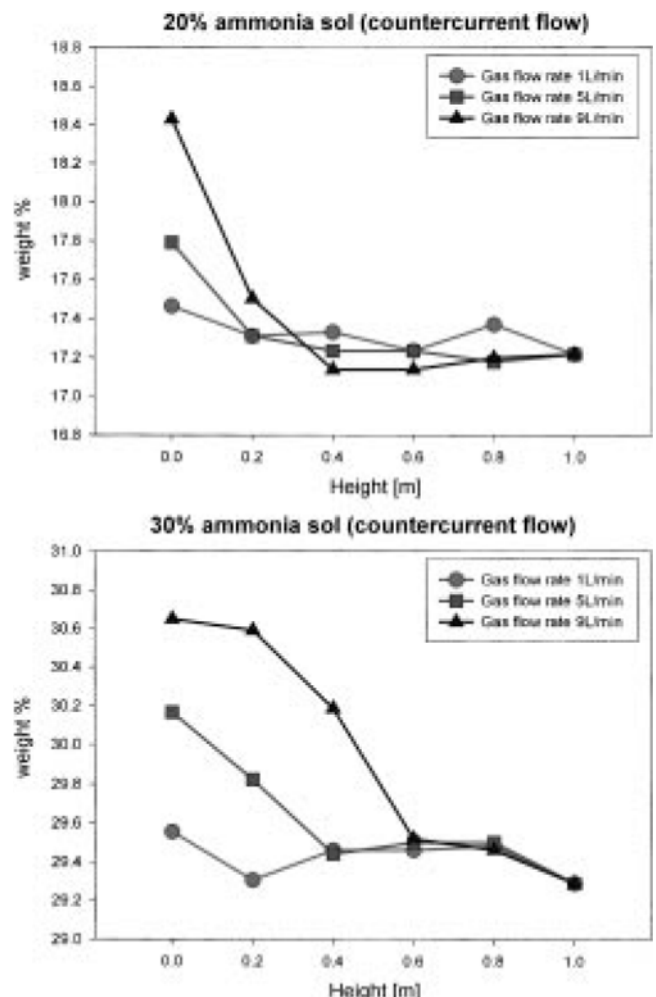 20% ammonia sol (countercurrent flow)
18.8
18.6
18.4
18.2
18.0
17.8
17.6
17.4
17.2
17.0
16.8
weight %
Gas flow rate 1L/min
Gas flow rate 5L/min
Gas flow rate 9L/min
0.0 0.2 0.4 0.6 0.8 1.0
Height [m]
30% ammonia sol (countercurrent flow)
31.0
30.8
30.6
30.4
30.2
30.0
29.8
29.6
29.4
29.2
29.0
weight %
Gas flow rate 1L/min
Gas flow rate 5L/min
Gas flow rate 9L/min
0.0 0.2 0.4 0.6 0.8 1.0
Height [m]